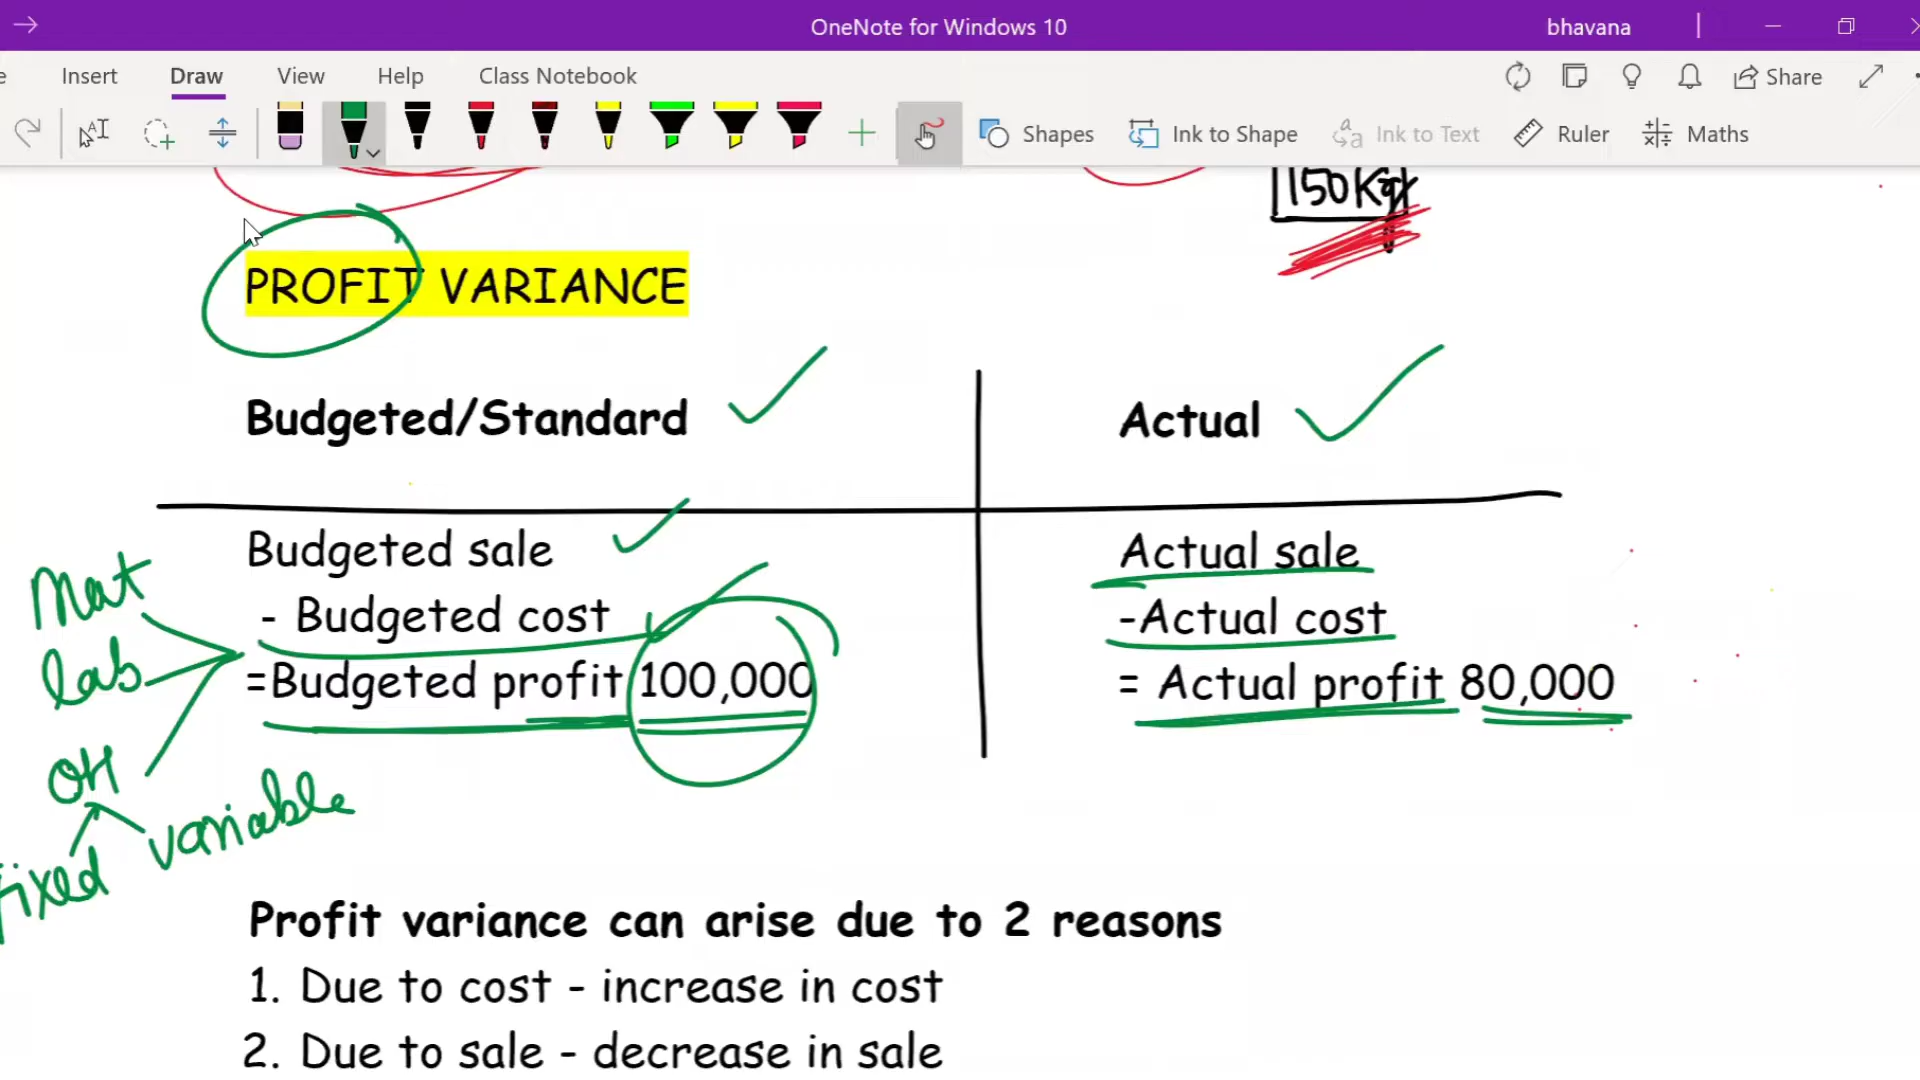 OneNote for Windows 10
bhavana
Insert Draw View Help Class Notebook
Share
Shapes Ink to Shape Ink to Text Ruler Maths
150 Kgs
PROFIT VARIANCE
Budgeted/Standard
Actual
Budgeted sale
- Budgeted cost
=Budgeted profit 100,000
Actual sale
-Actual cost
= Actual profit 80,000
Mat
lab
OH
variable
fixed
Profit variance can arise due to 2 reasons
1. Due to cost - increase in cost
2. Due to sale - decrease in sale